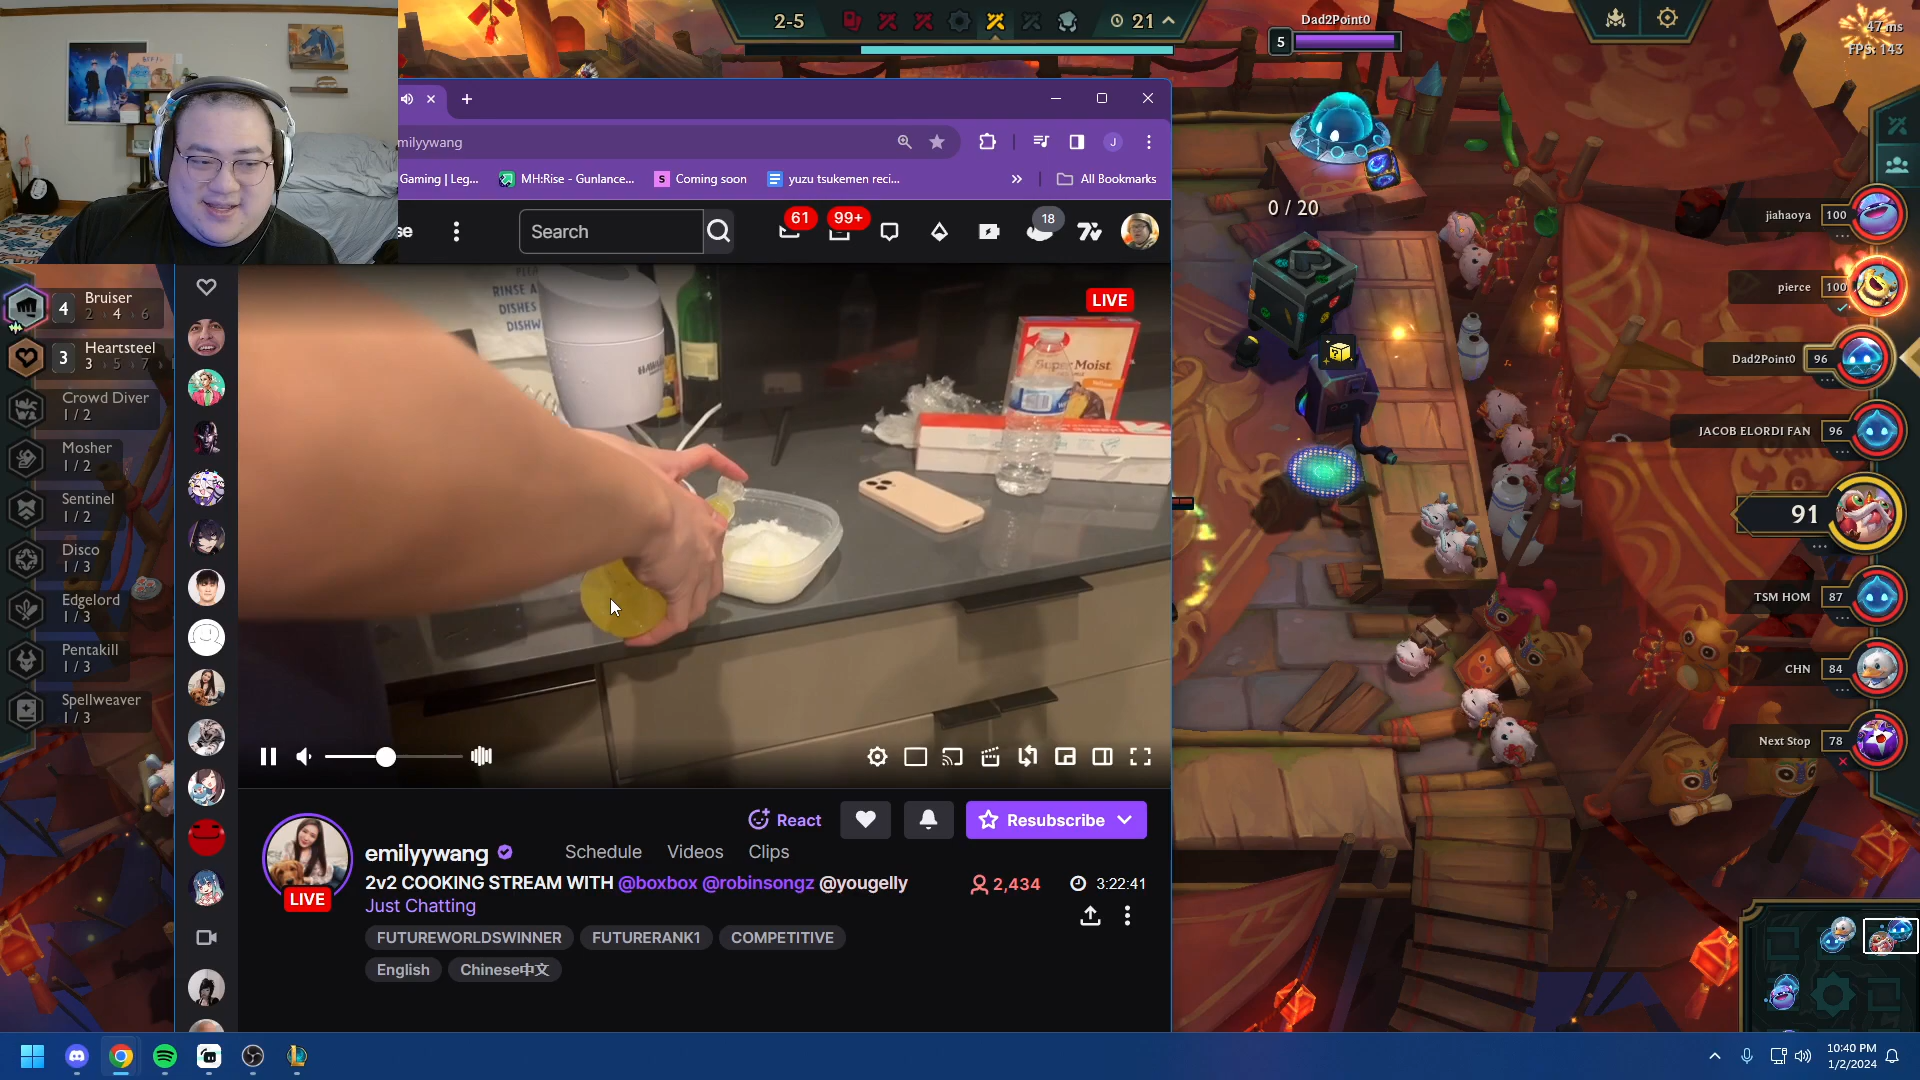 2-5
21
Dad2Point0
5
47 ms
FPS: 143
milyywang
Gaming | Leg...
MH:Rise - Gunlance...
S Coming soon
yuzu tsukemen reci...
All Bookmarks
J
se
Search
61
99+
18
0 / 20
jiahaoya 100
pierce 100
Dad2Point0 96
JACOB ELORDI FAN 96
91
TSM HOM 87
CHN 84
Next Stop 78
4 Bruiser
2 › 4 › 6
3 Heartsteel
3 › 5 › 7
Crowd Diver
1 / 2
Mosher
1 / 2
Sentinel
1 / 2
Disco
1 / 3
Edgelord
1 / 3
Pentakill
1 / 3
Spellweaver
1 / 3
RINSE A
DISHES
DISHW
LIVE
Super Moist
React
Resubscribe
emilyywang
Schedule
Videos
Clips
LIVE
2v2 COOKING STREAM WITH @boxbox @robinsongz @yougelly
2,434
3:22:41
Just Chatting
FUTUREWORLDSWINNER
FUTURERANK1
COMPETITIVE
English
Chinese中文
10:40 PM
1/2/2024